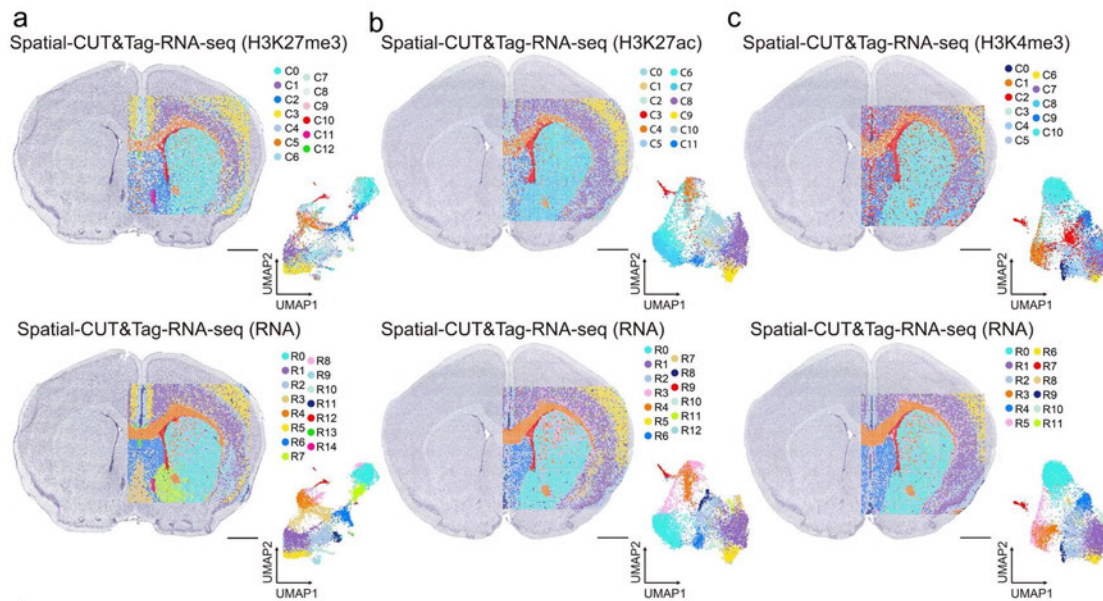 a
Spatial-CUT&Tag-RNA-seq (H3K27me3)
C0
C1
C2
C3
C4
C5
C6
C7
C8
C9
C10
C11
C12
UMAP2
UMAP1
b
Spatial-CUT&Tag-RNA-seq (H3K27ac)
C0
C1
C2
C3
C4
C5
C6
C7
C8
C9
C10
C11
UMAP2
UMAP1
c
Spatial-CUT&Tag-RNA-seq (H3K4me3)
C0
C1
C2
C3
C4
C5
C6
C7
C8
C9
C10
UMAP2
UMAP1
Spatial-CUT&Tag-RNA-seq (RNA)
R0
R1
R2
R3
R4
R5
R6
R7
R8
R9
R10
R11
R12
R13
R14
UMAP2
UMAP1
Spatial-CUT&Tag-RNA-seq (RNA)
R0
R1
R2
R3
R4
R5
R6
R7
R8
R9
R10
R11
R12
UMAP2
UMAP1
Spatial-CUT&Tag-RNA-seq (RNA)
R0
R1
R2
R3
R4
R5
R6
R7
R8
R9
R10
R11
UMAP2
UMAP1